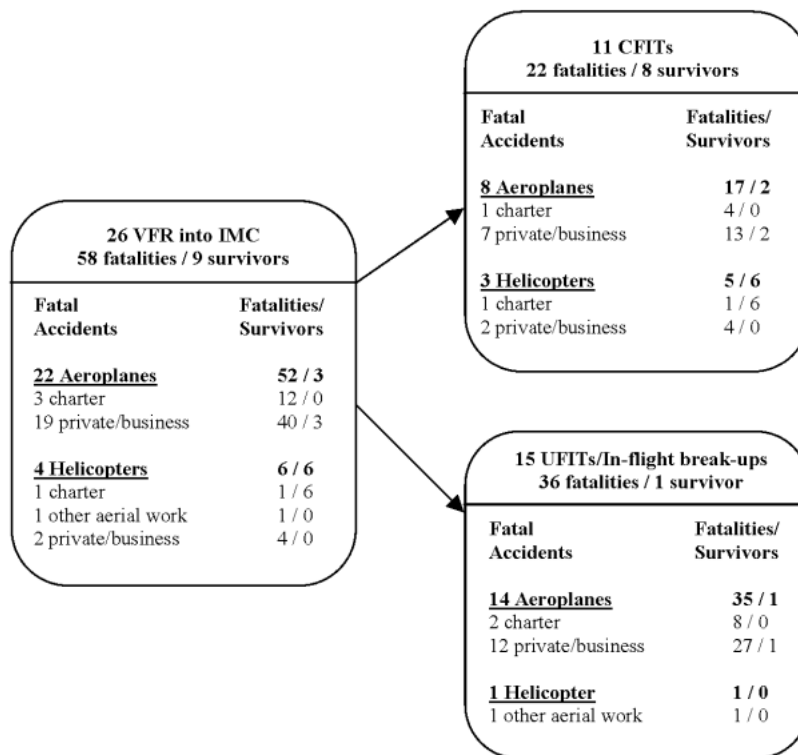 11 CFITs
22 fatalities / 8 survivors
Fatal Fatalities/
Accidents Survivors
8 Aeroplanes 17 / 2
1 charter 4 / 0
7 private/business 13 / 2
3 Helicopters 5 / 6
1 charter 1 / 6
2 private/business 4 / 0
26 VFR into IMC
58 fatalities / 9 survivors
Fatal Fatalities/
Accidents Survivors
22 Aeroplanes 52 / 3
3 charter 12 / 0
19 private/business 40 / 3
4 Helicopters 6 / 6
1 charter 1 / 6
1 other aerial work 1 / 0
2 private/business 4 / 0
15 UFITs/In-flight break-ups
36 fatalities / 1 survivor
Fatal Fatalities/
Accidents Survivors
14 Aeroplanes 35 / 1
2 charter 8 / 0
12 private/business 27 / 1
1 Helicopter 1 / 0
1 other aerial work 1 / 0